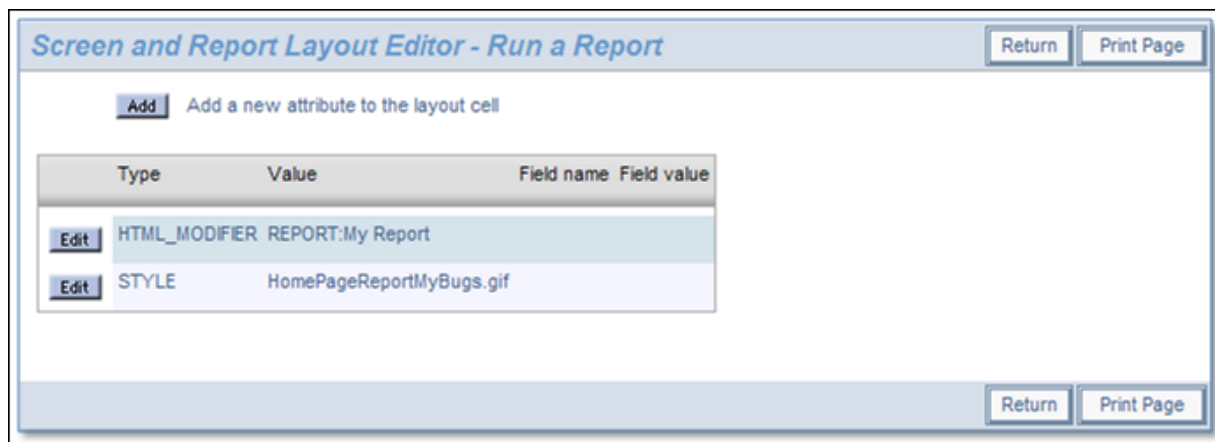 Screen and Report Layout Editor - Run a Report Return Print Page
Add Add a new attribute to the layout cell
Type Value Field name Field value
Edit HTML_MODIFIER REPORT:My Report
Edit STYLE HomePageReportMyBugs.gif
Return Print Page